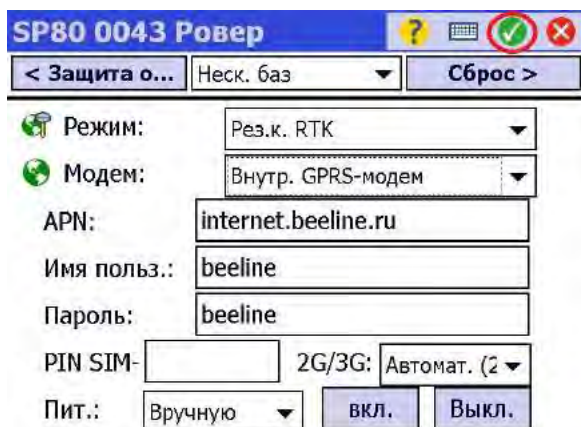 SP80 0043 Ровер ?
< Защита о... Неск. баз Сброс >
Режим: Рез.к. RTK
Модем: Внутр. GPRS-модем
APN: internet.beeline.ru
Имя польз.: beeline
Пароль: beeline
PIN SIM- 2G/3G: Автомат. (2
Пит.: Вручную вкл. Выкл.